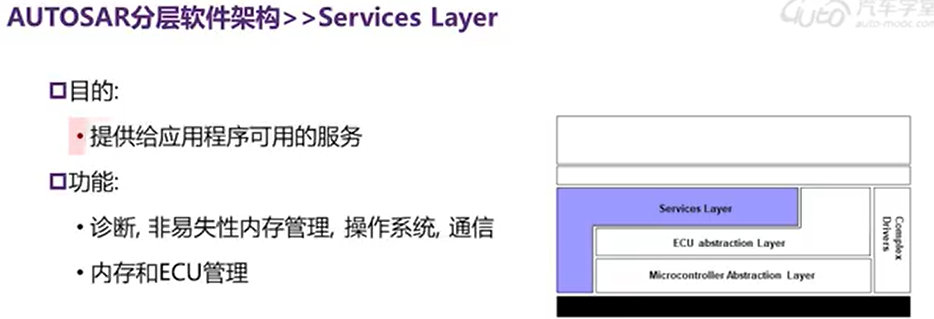 AUTOSAR分层软件架构>>Services Layer
Auto 汽车学堂
auto-mooc.com
目的:
• 提供给应用程序可用的服务
功能:
• 诊断, 非易失性内存管理, 操作系统, 通信
• 内存和ECU管理
Services Layer
ECU abstraction Layer
Microcontroller Abstraction Layer
Complex Drivers